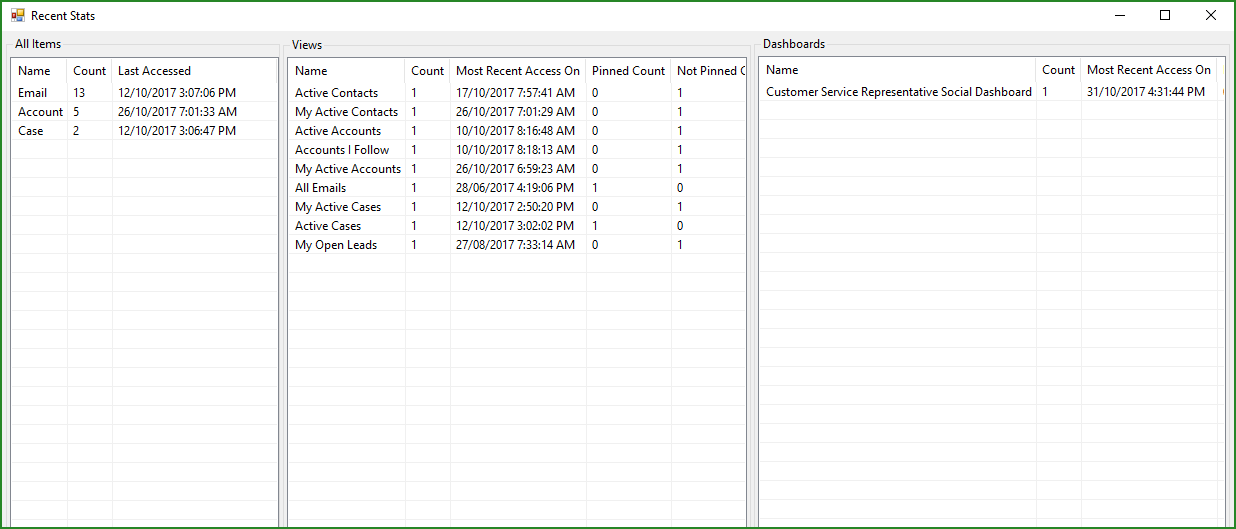 Recent Stats
All Items
Name Count Last Accessed
Email 13 12/10/2017 3:07:06 PM
Account 5 26/10/2017 7:01:33 AM
Case 2 12/10/2017 3:06:47 PM
Views
Name Count Most Recent Access On Pinned Count Not Pinned
Active Contacts 1 17/10/2017 7:57:41 AM 0 1
My Active Contacts 1 26/10/2017 7:01:29 AM 0 1
Active Accounts 1 10/10/2017 8:16:48 AM 0 1
Accounts I Follow 1 10/10/2017 8:18:13 AM 0 1
My Active Accounts 1 26/10/2017 6:59:23 AM 0 1
All Emails 1 28/06/2017 4:19:06 PM 1 0
My Active Cases 1 12/10/2017 2:50:20 PM 0 1
Active Cases 1 12/10/2017 3:02:02 PM 1 0
My Open Leads 1 27/08/2017 7:33:14 AM 0 1
Dashboards
Name Count Most Recent Access On
Customer Service Representative Social Dashboard 1 31/10/2017 4:31:44 PM